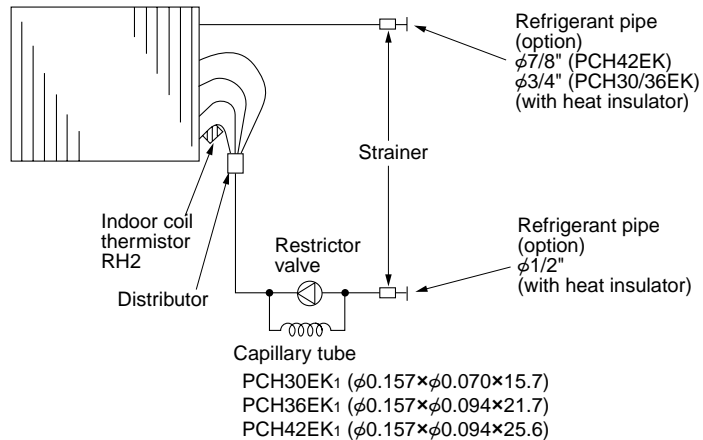 Refrigerant pipe
(option)
φ7/8" (PCH42EK)
φ3/4" (PCH30/36EK)
(with heat insulator)
Strainer
Indoor coil
thermistor
RH2
Distributor
Restrictor
valve
Refrigerant pipe
(option)
φ1/2"
(with heat insulator)
Capillary tube
PCH30EK₁ (φ0.157×φ0.070×15.7)
PCH36EK₁ (φ0.157×φ0.094×21.7)
PCH42EK₁ (φ0.157×φ0.094×25.6)